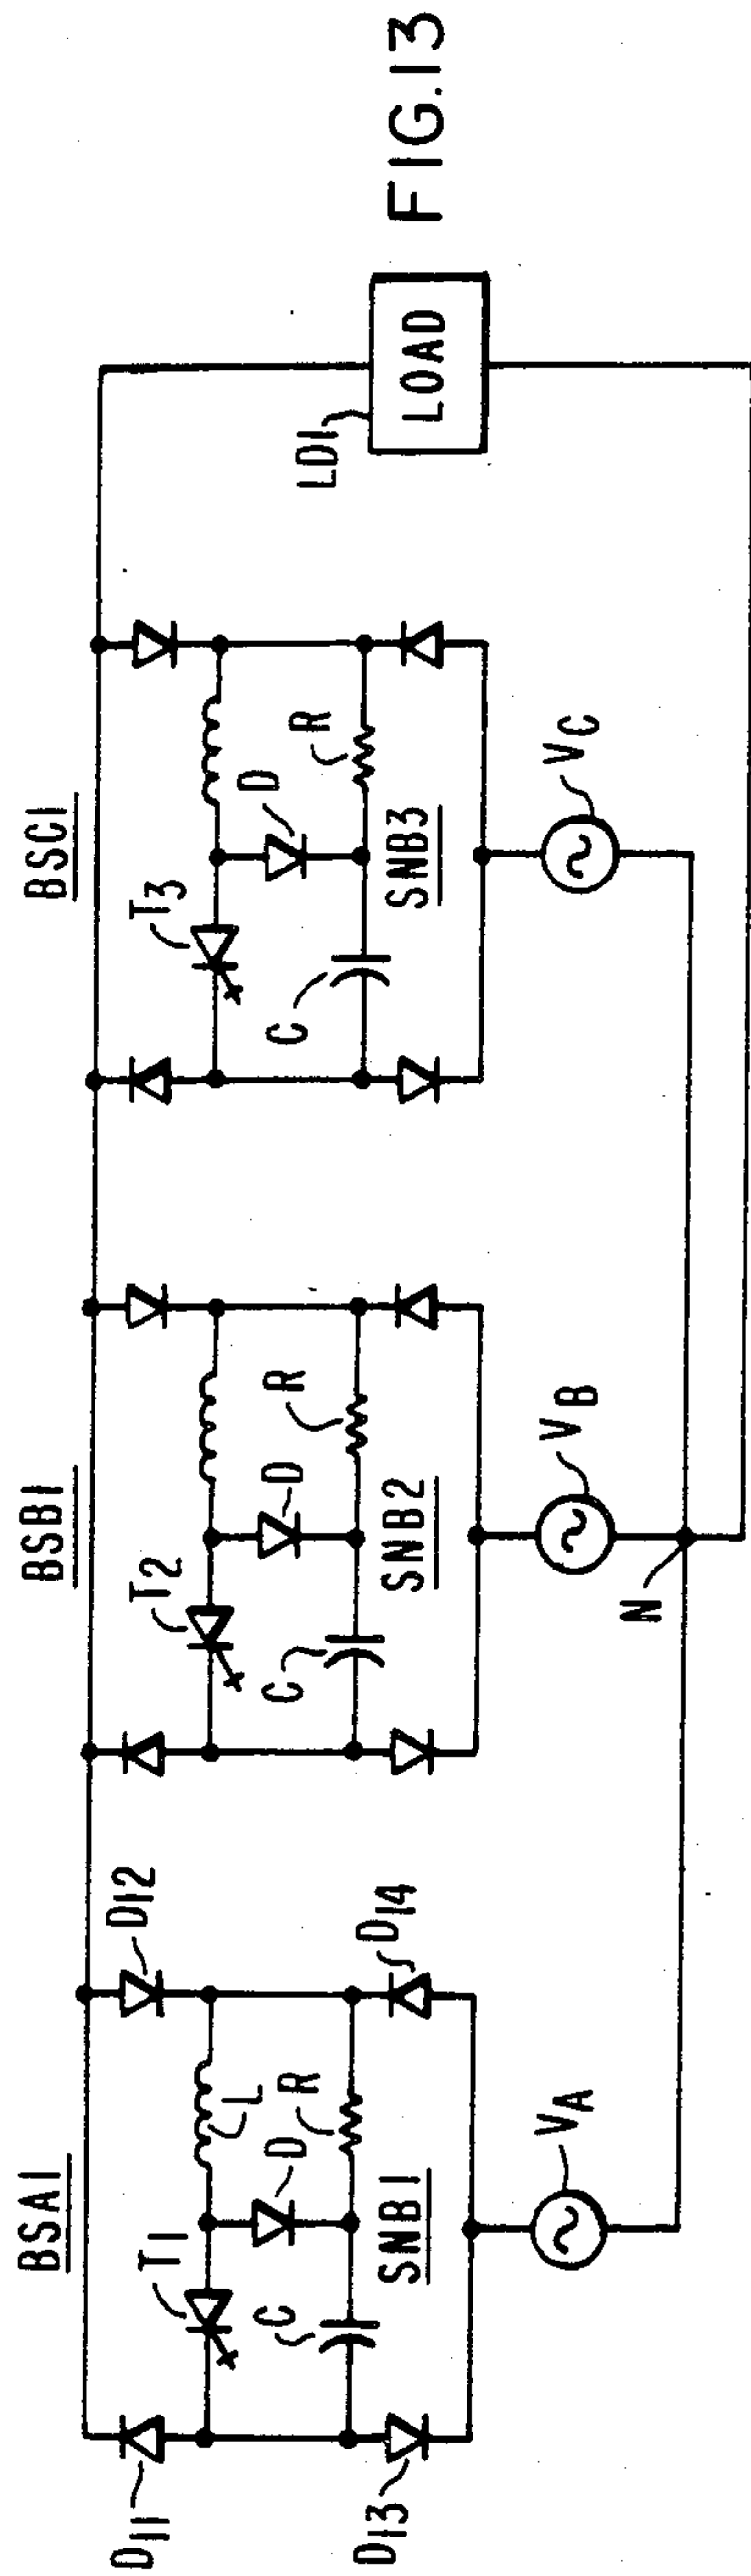 FIG.13
BSA1
BSB1
BSC1
D11
T1
L
D12
D
R
C
SNB1
D13
D14
VA
T2
D
R
C
SNB2
VB
N
T3
D
R
C
SNB3
VC
LD1
LOAD